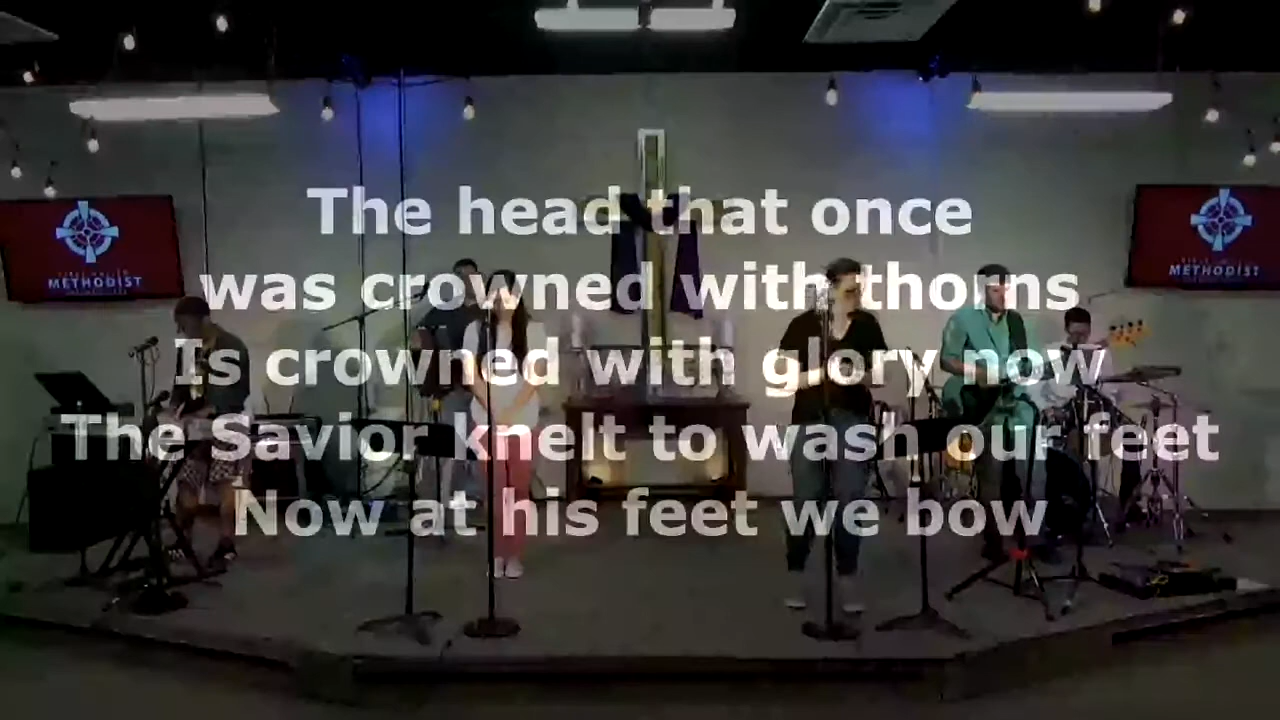 The head that once
was crowned with thorns
Is crowned with glory now
The Savior knelt to wash our feet
Now at his feet we bow
METHODIST
METHODIST